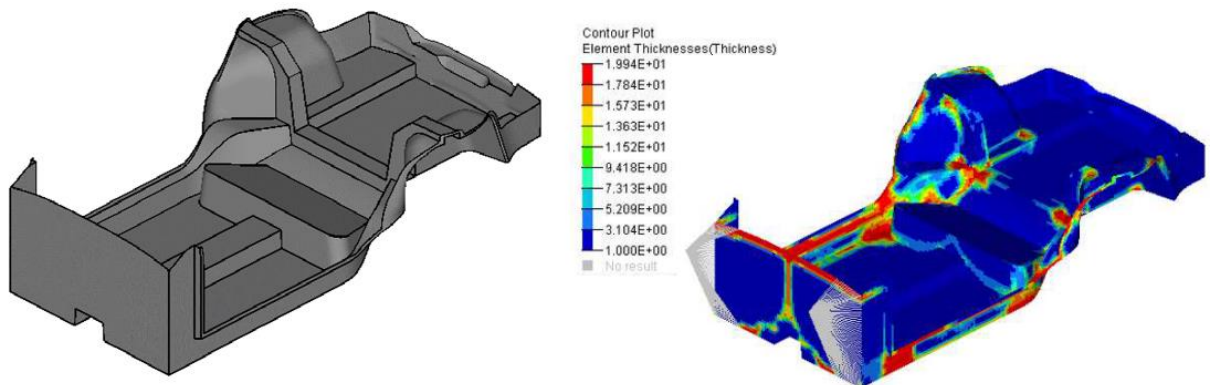 Contour Plot
Element Thicknesses(Thickness)
1.994E+01
1.784E+01
1.573E+01
1.363E+01
1.152E+01
9.418E+00
7.313E+00
5.209E+00
3.104E+00
1.000E+00
No result